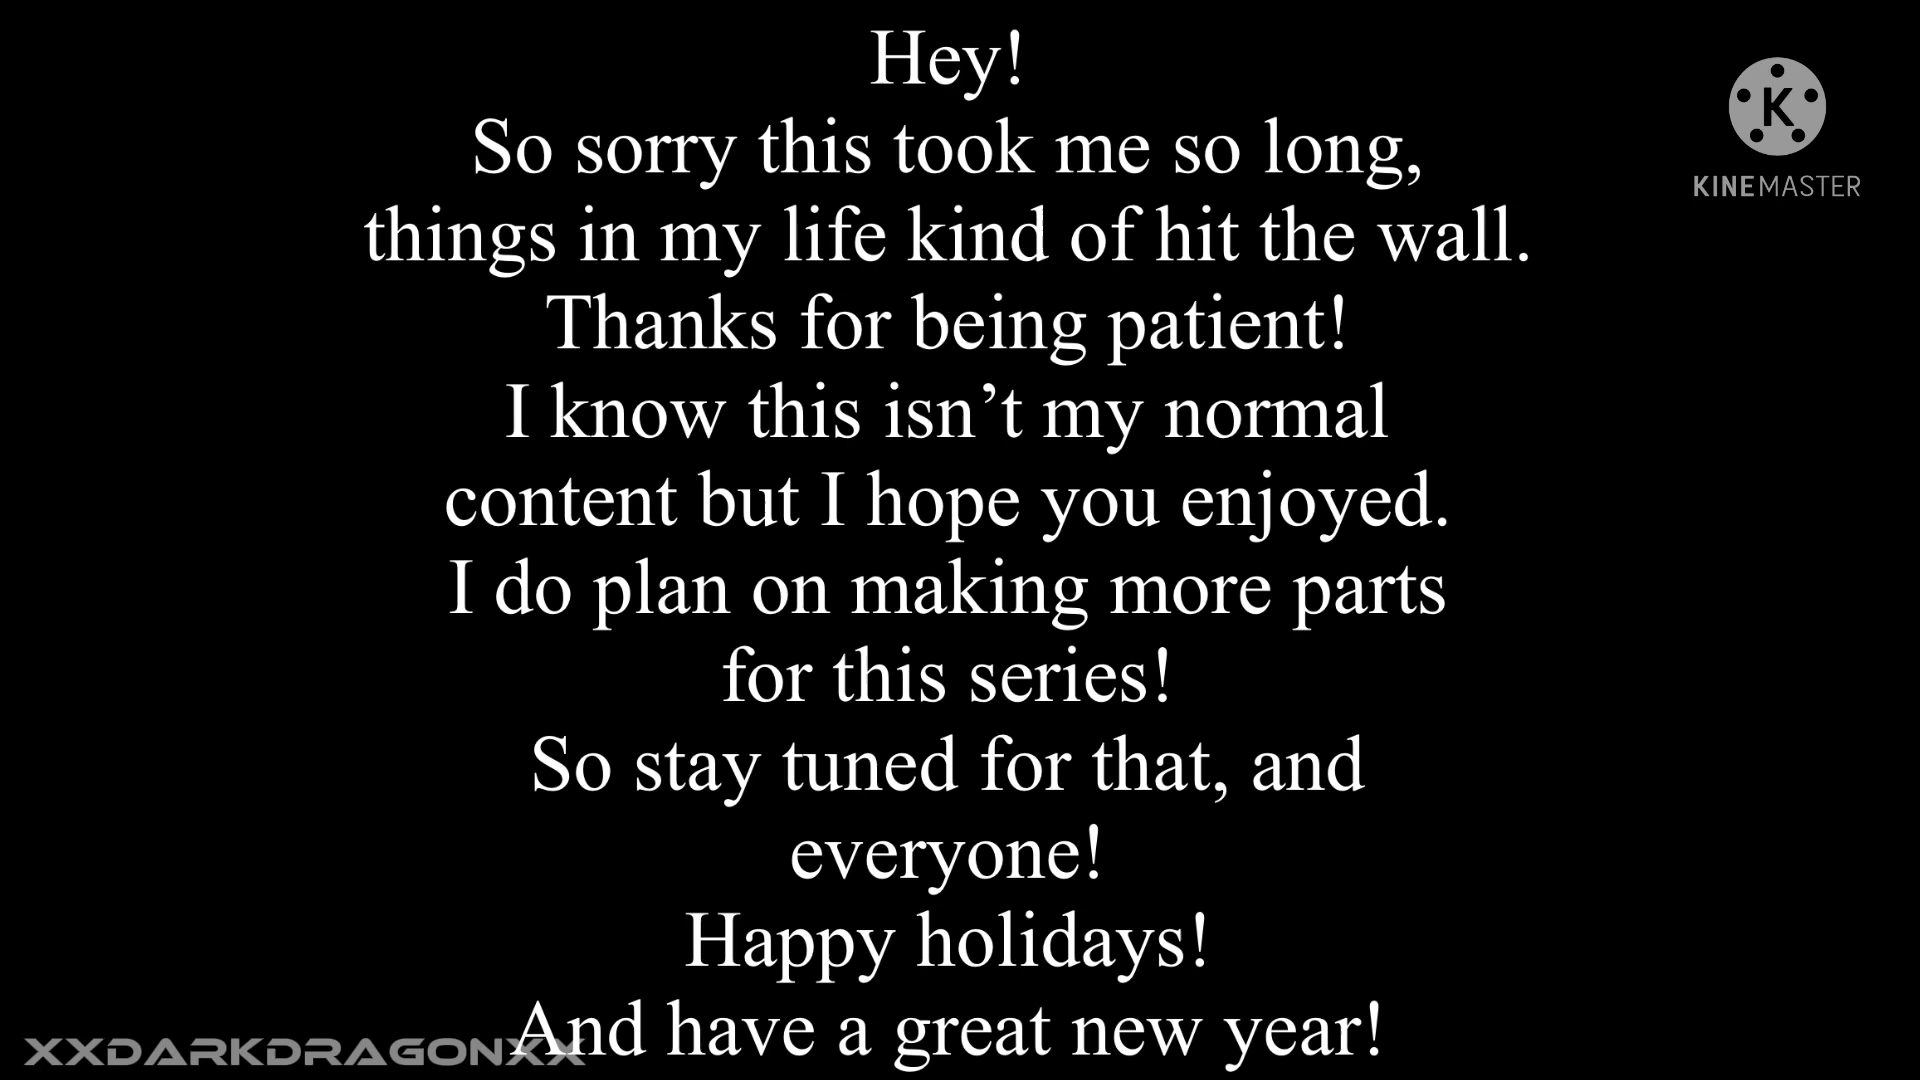 Hey!
So sorry this took me so long,
things in my life kind of hit the wall.
Thanks for being patient!
I know this isn’t my normal
content but I hope you enjoyed.
I do plan on making more parts
for this series!
So stay tuned for that, and
everyone!
Happy holidays!
And have a great new year!
K
KINEMASTER
XXDARKDRAGONXX